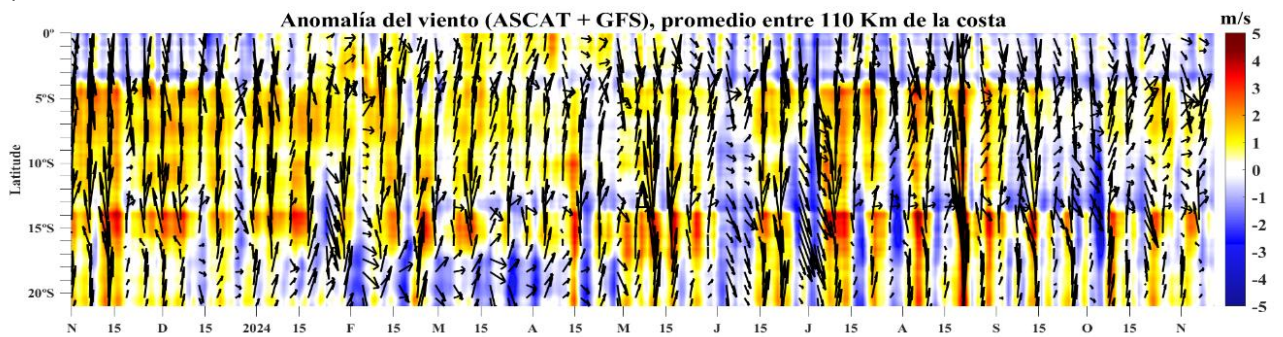 Anomalía del viento (ASCAT + GFS), promedio entre 110 Km de la costa
m/s
Latitude
0º
5ºS
10ºS
15ºS
20ºS
N 15 D 15 2024 15 F 15 M 15 A 15 M 15 J 15 J 15 A 15 S 15 O 15 N
5
4
3
2
1
0
-1
-2
-3
-4
-5